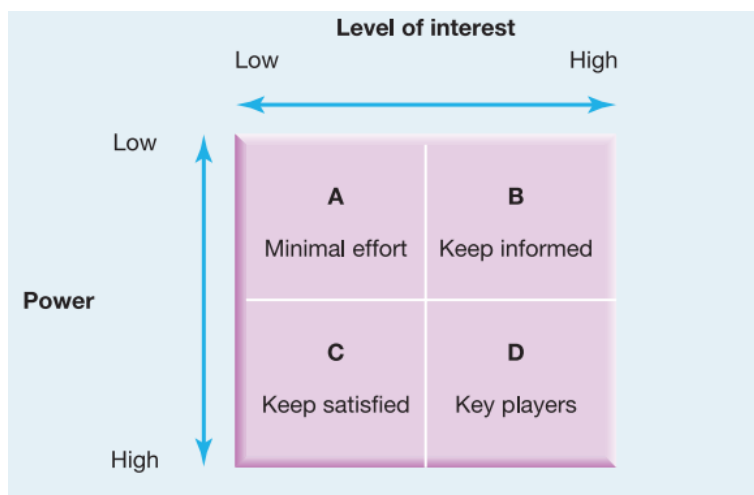 Level of interest
Low High
Low
A B
Minimal effort Keep informed
Power
C D
Keep satisfied Key players
High